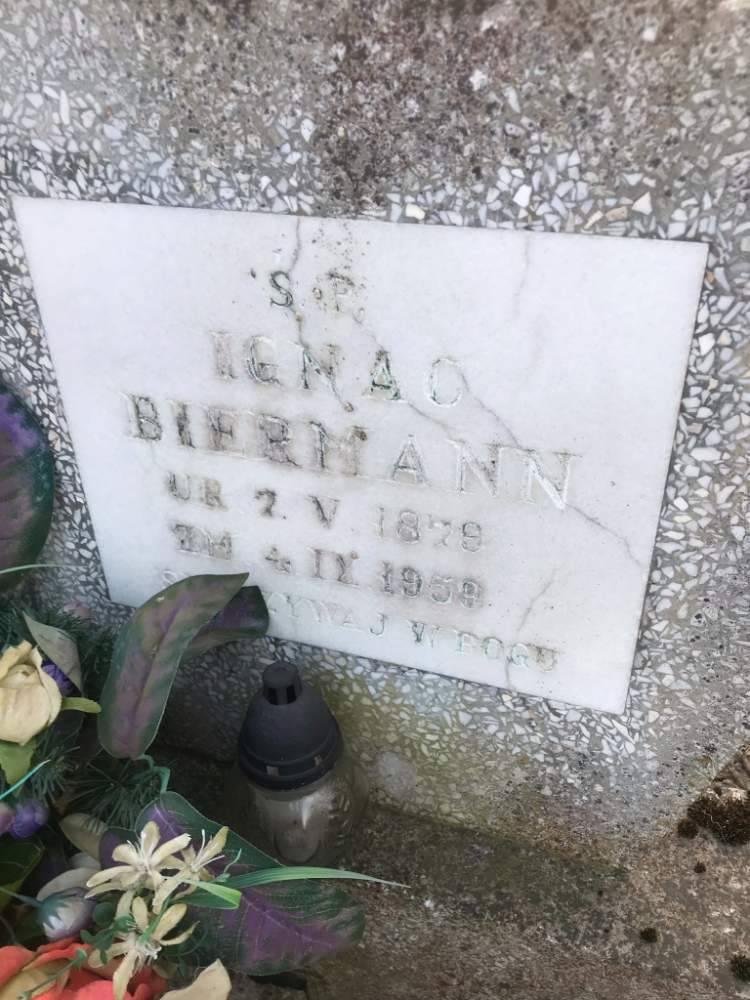 Ś.P.
IGNAC
BIERMANN
UR 2. V 1879
ZM 4. IX 1959
W BOGU